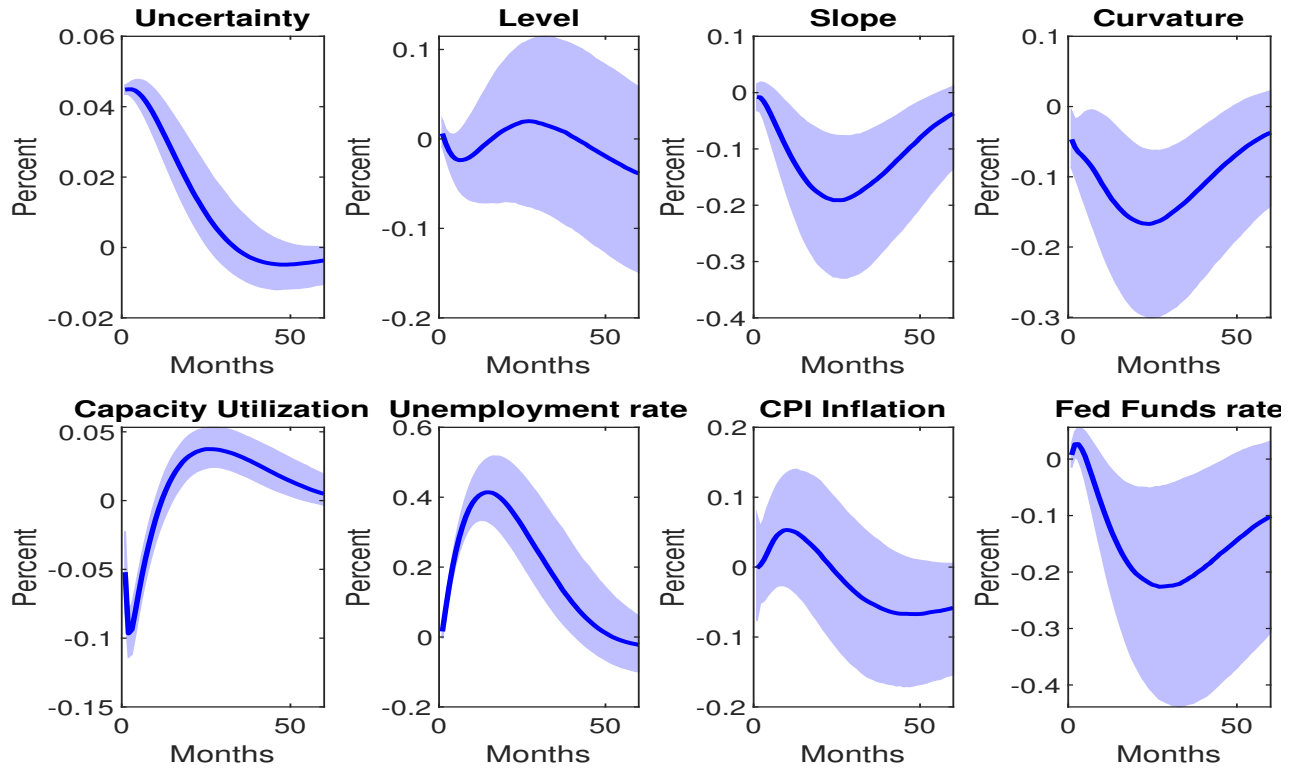 Uncertainty Level Slope Curvature
0.06 0.1 0.1 0.1
0.04 0 0 0
0.02 -0.1 -0.1 -0.1
0 -0.2 -0.2 -0.2
-0.02 -0.3 -0.3
-0.4
Percent Percent Percent Percent
0 50 0 50 0 50 0 50
Months Months Months Months
Capacity Utilization Unemployment rate CPI Inflation Fed Funds rate
0.05 0.6 0.2 0
0 0.4 0.1 -0.1
-0.05 0.2 0 -0.2
-0.1 0 -0.1 -0.3
-0.15 -0.2 -0.2 -0.4
Percent Percent Percent Percent
0 50 0 50 0 50 0 50
Months Months Months Months